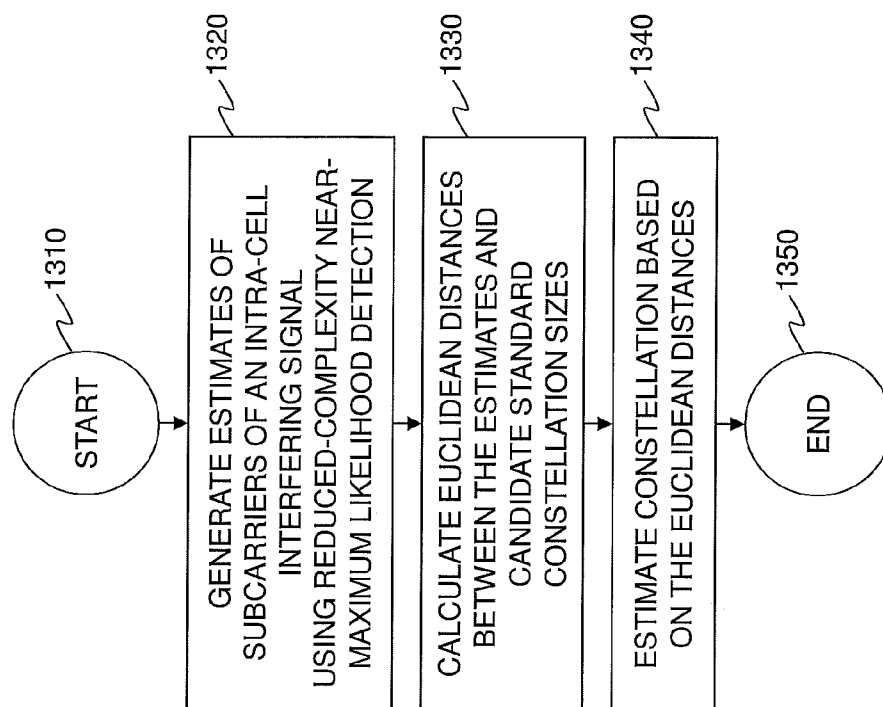 START
1310
GENERATE ESTIMATES OF
SUBCARRIERS OF AN INTRA-CELL
INTERFERING SIGNAL
USING REDUCED-COMPLEXITY NEAR-
MAXIMUM LIKELIHOOD DETECTION
1320
CALCULATE EUCLIDEAN DISTANCES
BETWEEN THE ESTIMATES AND
CANDIDATE STANDARD
CONSTELLATION SIZES
1330
ESTIMATE CONSTELLATION BASED
ON THE EUCLIDEAN DISTANCES
1340
END
1350